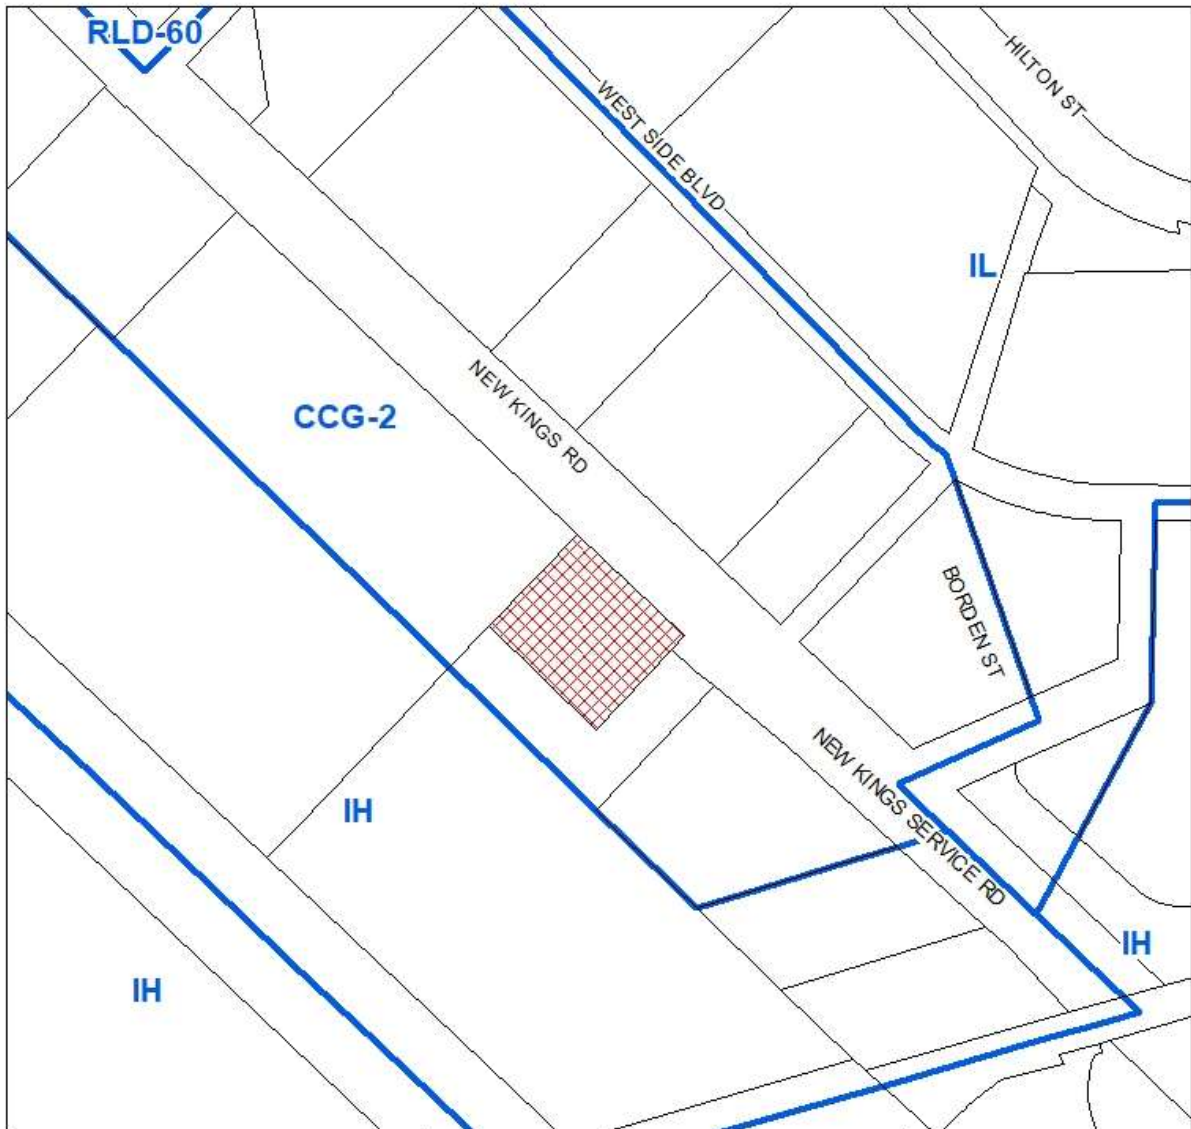 RLD-60
HILTON ST
WEST SIDE BLVD
IL
CCG-2
NEW KINGS RD
BORDEN ST
NEW KINGS SERVICE RD
IH
IH
IH